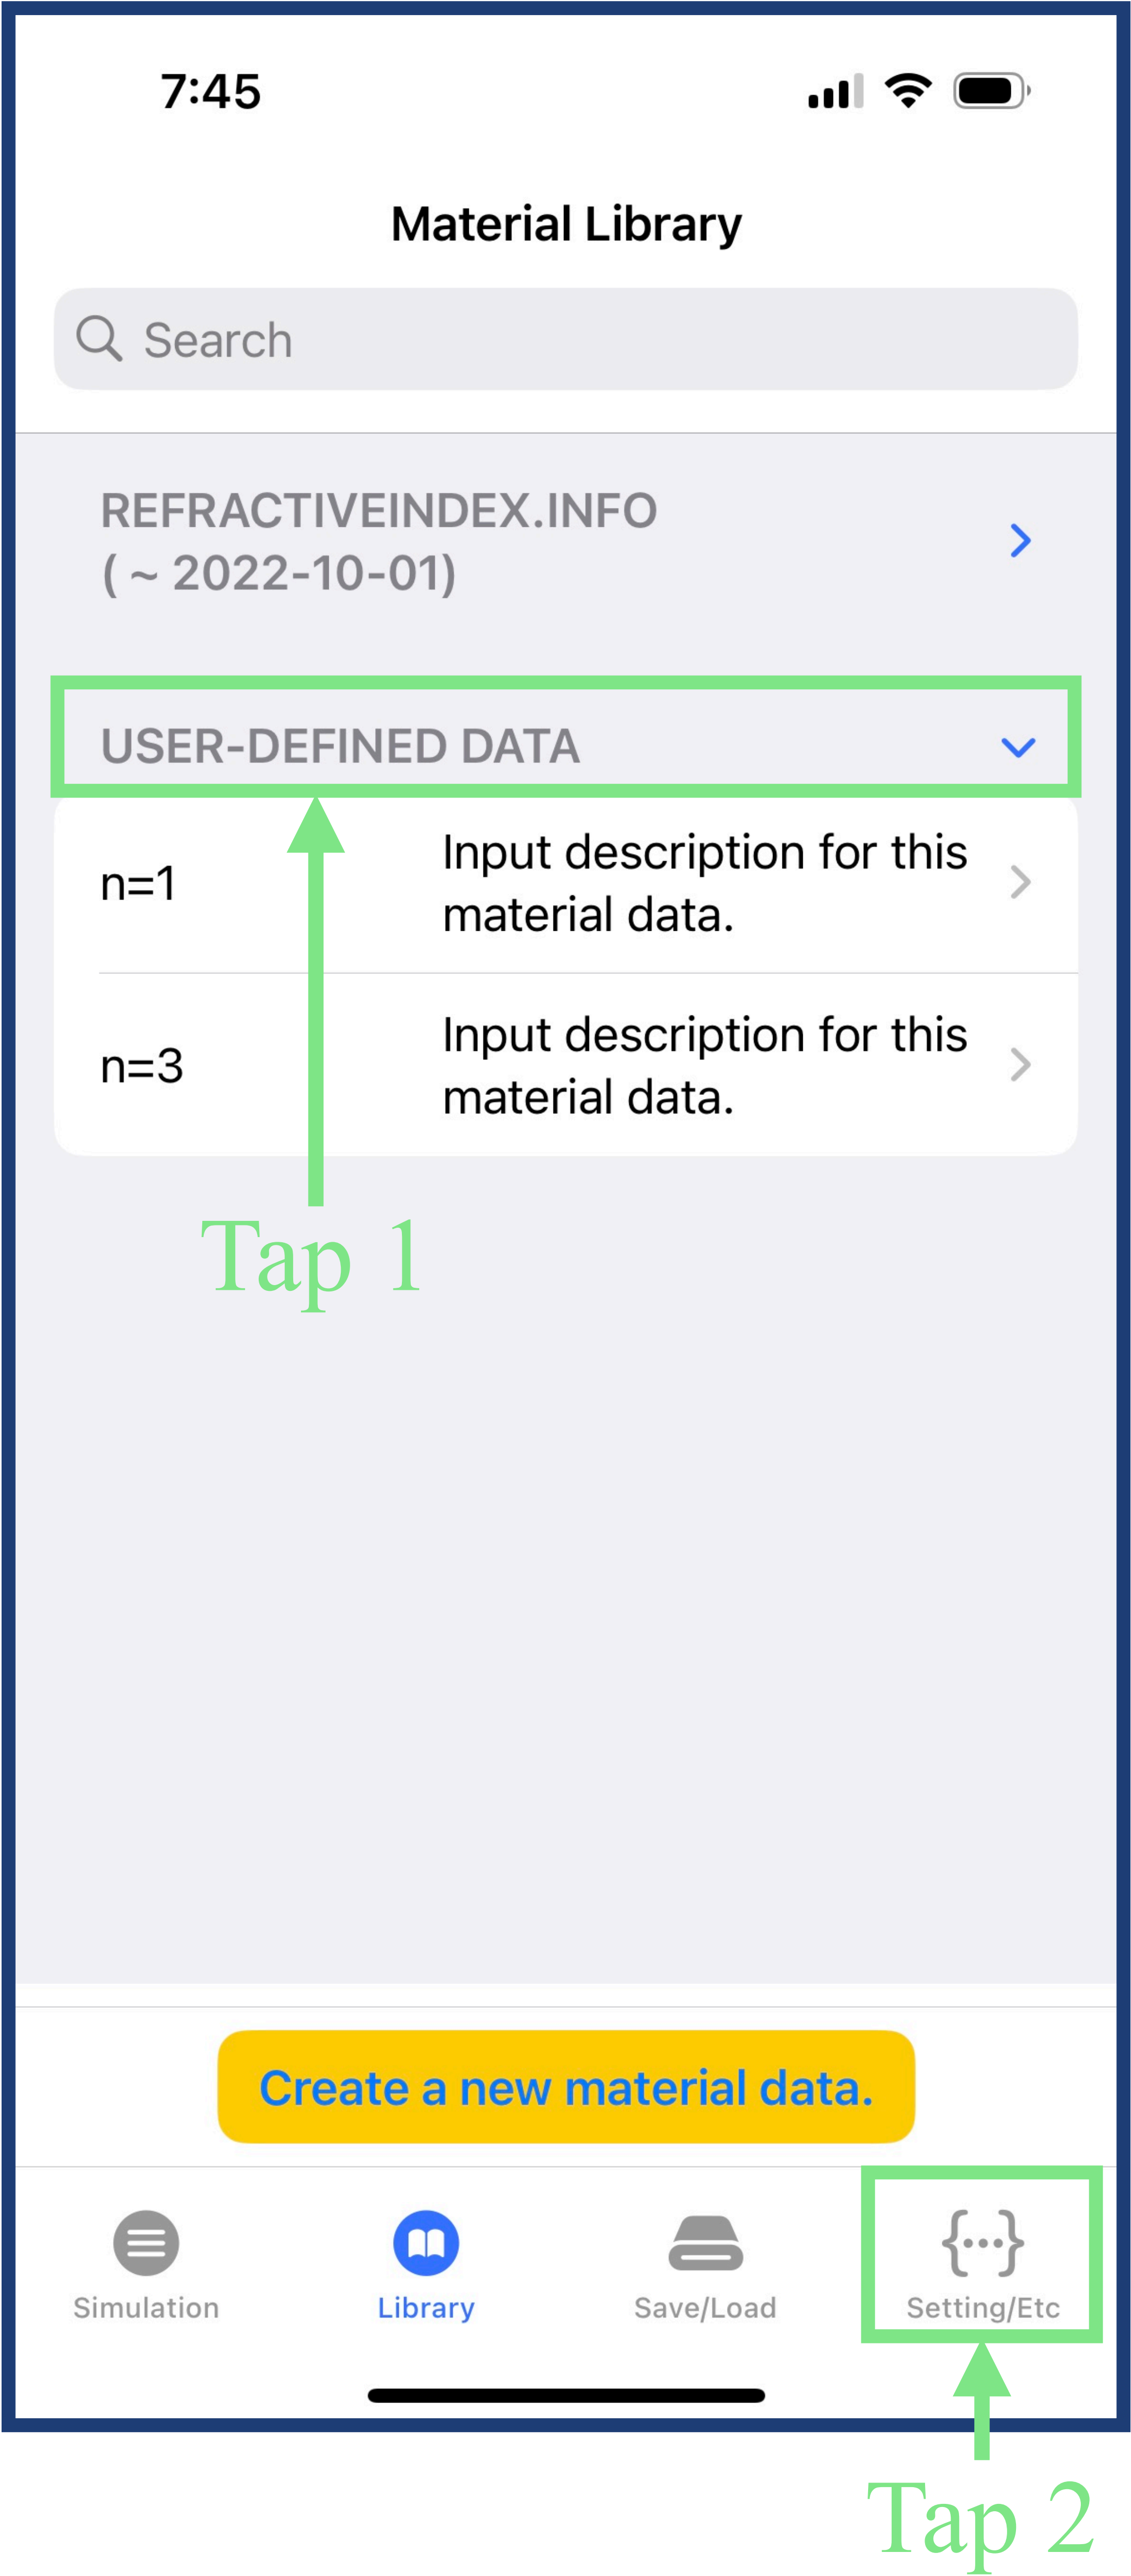 7:45
Material Library
Search
REFRACTIVEINDEX.INFO
( ~ 2022-10-01)
USER-DEFINED DATA
n=1
Input description for this
material data.
n=3
Input description for this
material data.
Tap 1
Create a new material data.
Simulation
Library
Save/Load
Setting/Etc
Tap 2